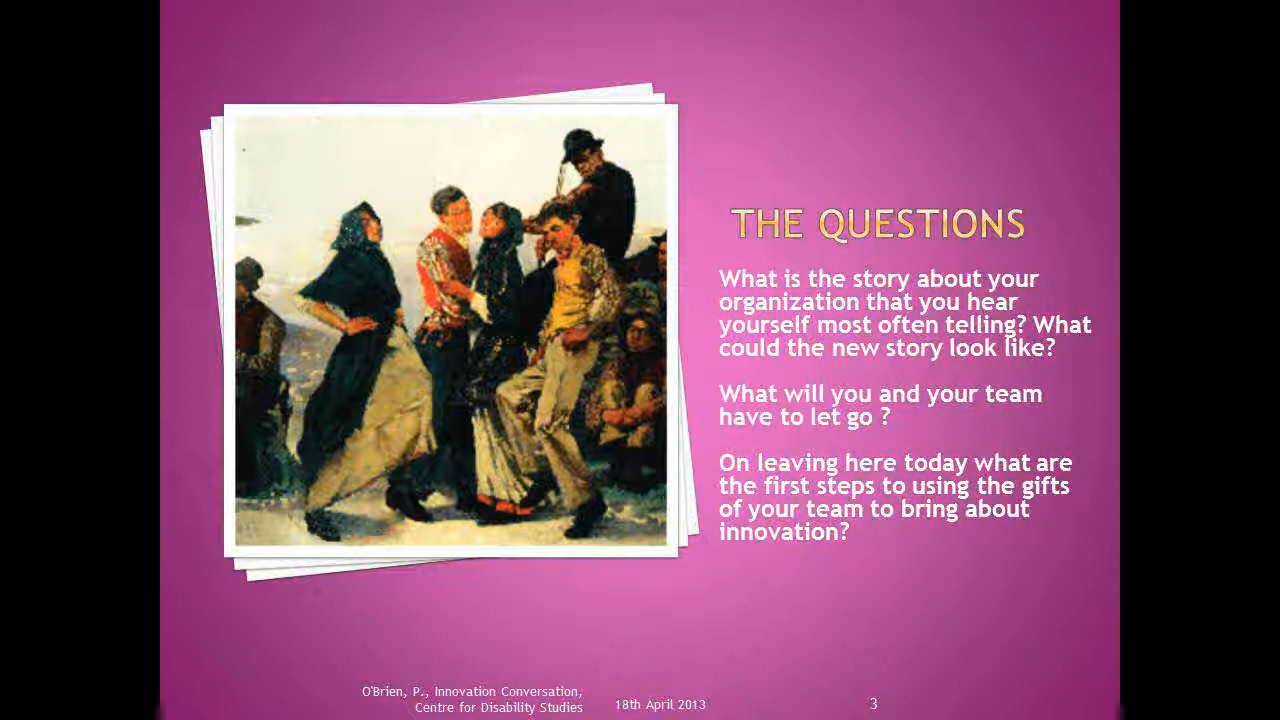 THE QUESTIONS
What is the story about your
organization that you hear
yourself most often telling? What
could the new story look like?
What will you and your team
have to let go ?
On leaving here today what are
the first steps to using the gifts
of your team to bring about
innovation?
O'Brien, P., Innovation Conversation,
Centre for Disability Studies
18th April 2013
3